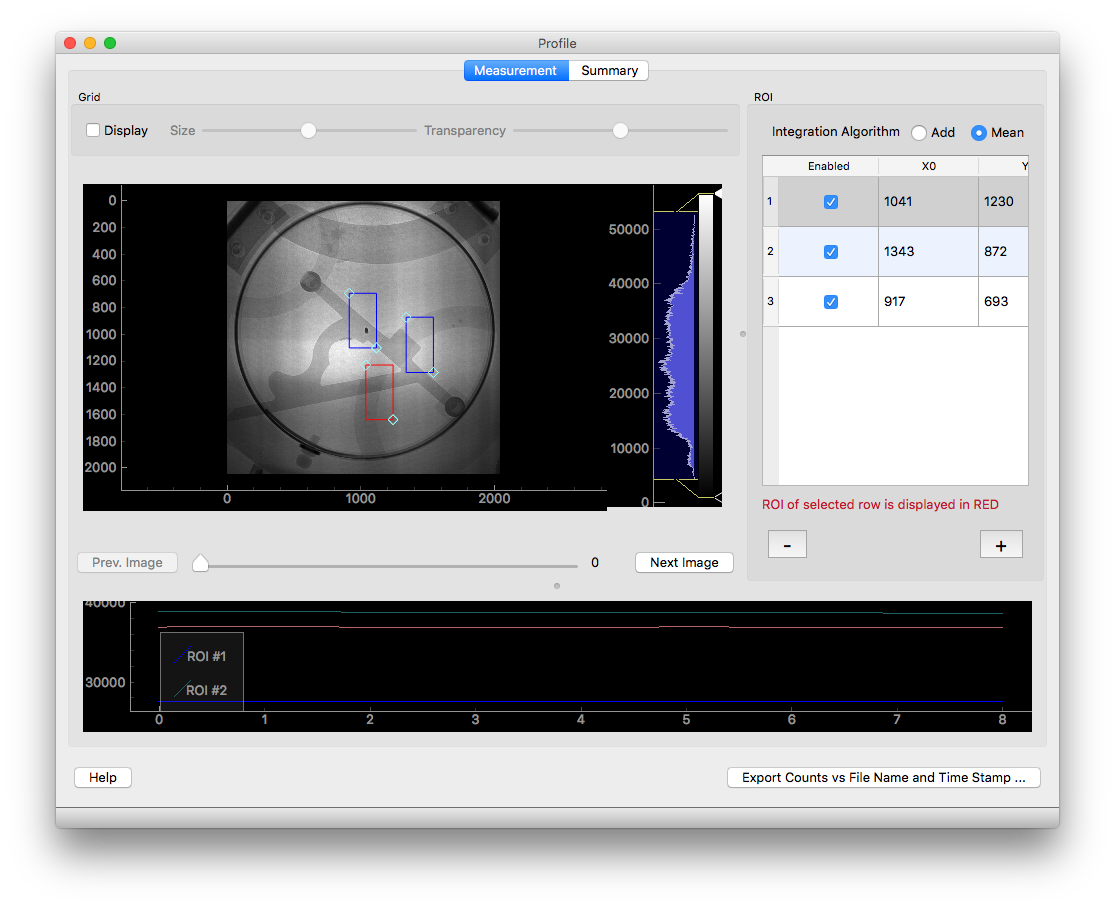 Profile
Measurement Summary
Grid
Display Size Transparency
ROI
Integration Algorithm Add Mean
Enabled X0 Y
1 1041 1230
2 1343 872
3 917 693
ROI of selected row is displayed in RED
- +
0
200
400
600
800
1000
1200
1400
1600
1800
2000
0 1000 2000
50000
40000
30000
20000
10000
0
Prev. Image 0 Next Image
40000
30000
ROI #1
ROI #2
0 1 2 3 4 5 6 7 8
Help Export Counts vs File Name and Time Stamp ...